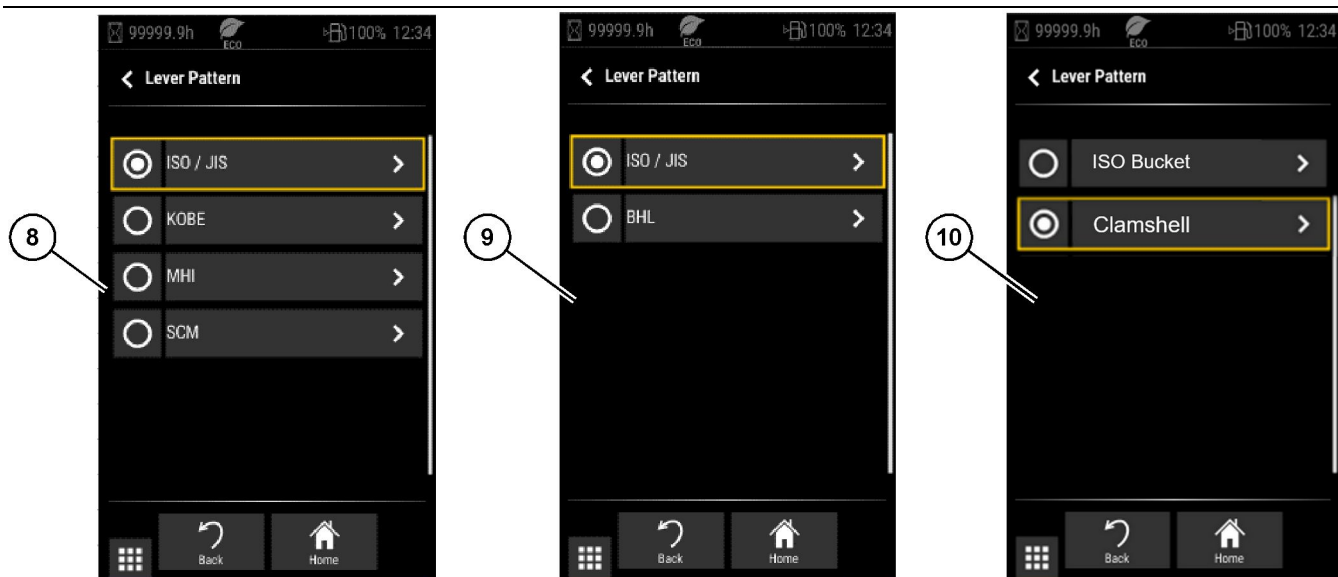 99999.9h ECO 100% 12:34
Lever Pattern
ISO / JIS
KOBE
MHI
SCM
Back Home
8
99999.9h ECO 100% 12:34
Lever Pattern
ISO / JIS
BHL
Back Home
9
99999.9h ECO 100% 12:34
Lever Pattern
ISO Bucket
Clamshell
Back Home
10